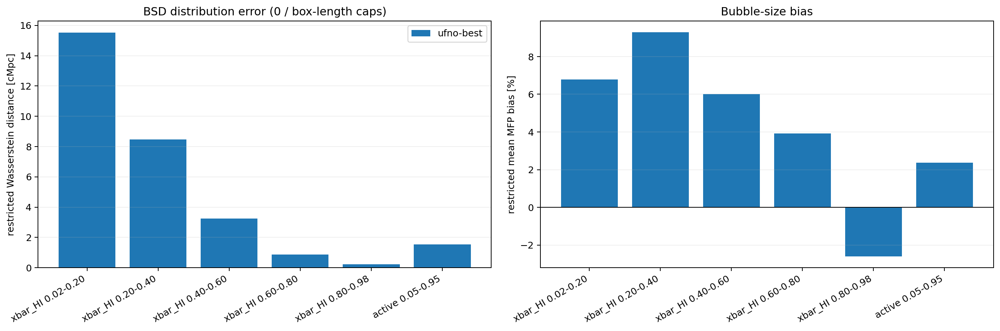 BSD distribution error (0 / box-length caps)
restricted Wasserstein distance [cMpc]
16
14
12
10
8
6
4
2
0
ufno-best
xbar_HI 0.02-0.20
xbar_HI 0.20-0.40
xbar_HI 0.40-0.60
xbar_HI 0.60-0.80
xbar_HI 0.80-0.98
active 0.05-0.95
Bubble-size bias
restricted mean MFP bias [%]
8
6
4
2
0
−2
xbar_HI 0.02-0.20
xbar_HI 0.20-0.40
xbar_HI 0.40-0.60
xbar_HI 0.60-0.80
xbar_HI 0.80-0.98
active 0.05-0.95